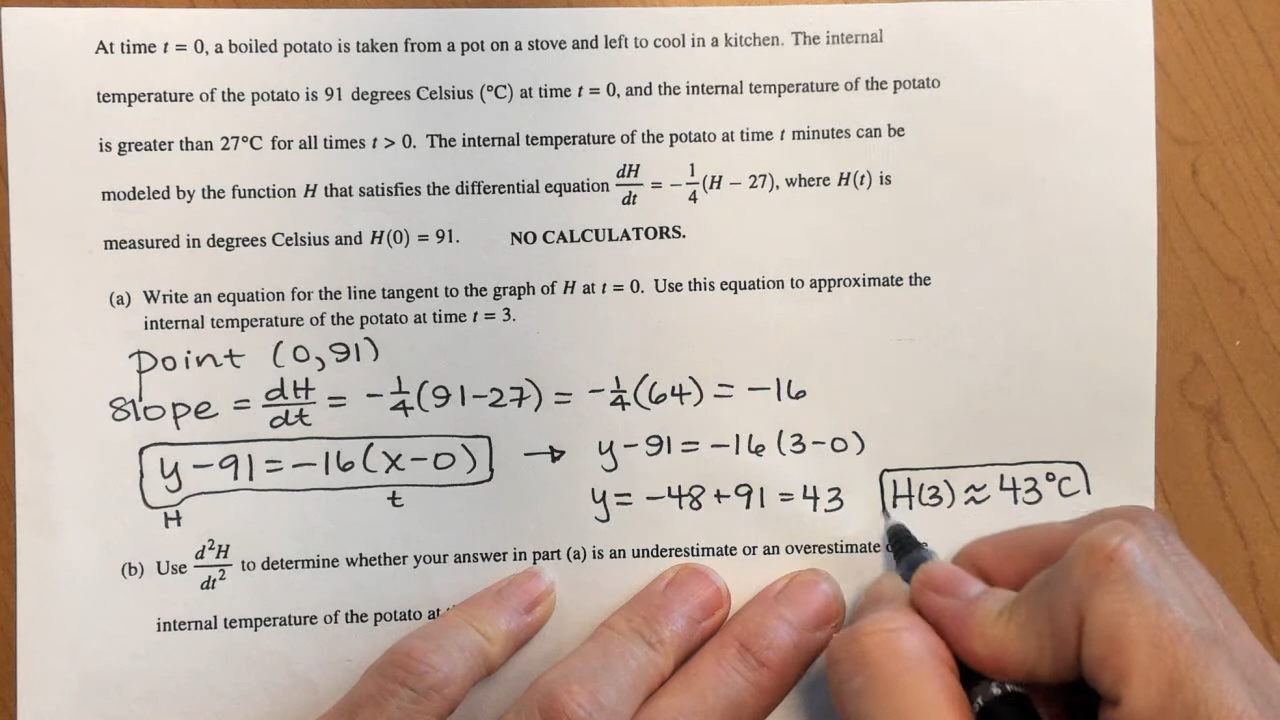 At time t = 0, a boiled potato is taken from a pot on a stove and left to cool in a kitchen. The internal
temperature of the potato is 91 degrees Celsius (°C) at time t = 0, and the internal temperature of the potato
is greater than 27°C for all times t > 0. The internal temperature of the potato at time t minutes can be
modeled by the function H that satisfies the differential equation dH/dt = −1/4(H − 27), where H(t) is
measured in degrees Celsius and H(0) = 91. NO CALCULATORS.
(a) Write an equation for the line tangent to the graph of H at t = 0. Use this equation to approximate the
internal temperature of the potato at time t = 3.
point (0,91)
Slope = dH/dt = −1/4(91−27) = −1/4(64) = −16
y−91=−16(x−0) → y−91=−16(3−0)
H t
y= −48+91=43 H(3)≈43°C
(b) Use d²H/dt² to determine whether your answer in part (a) is an underestimate or an overestimate
internal temperature of the potato at